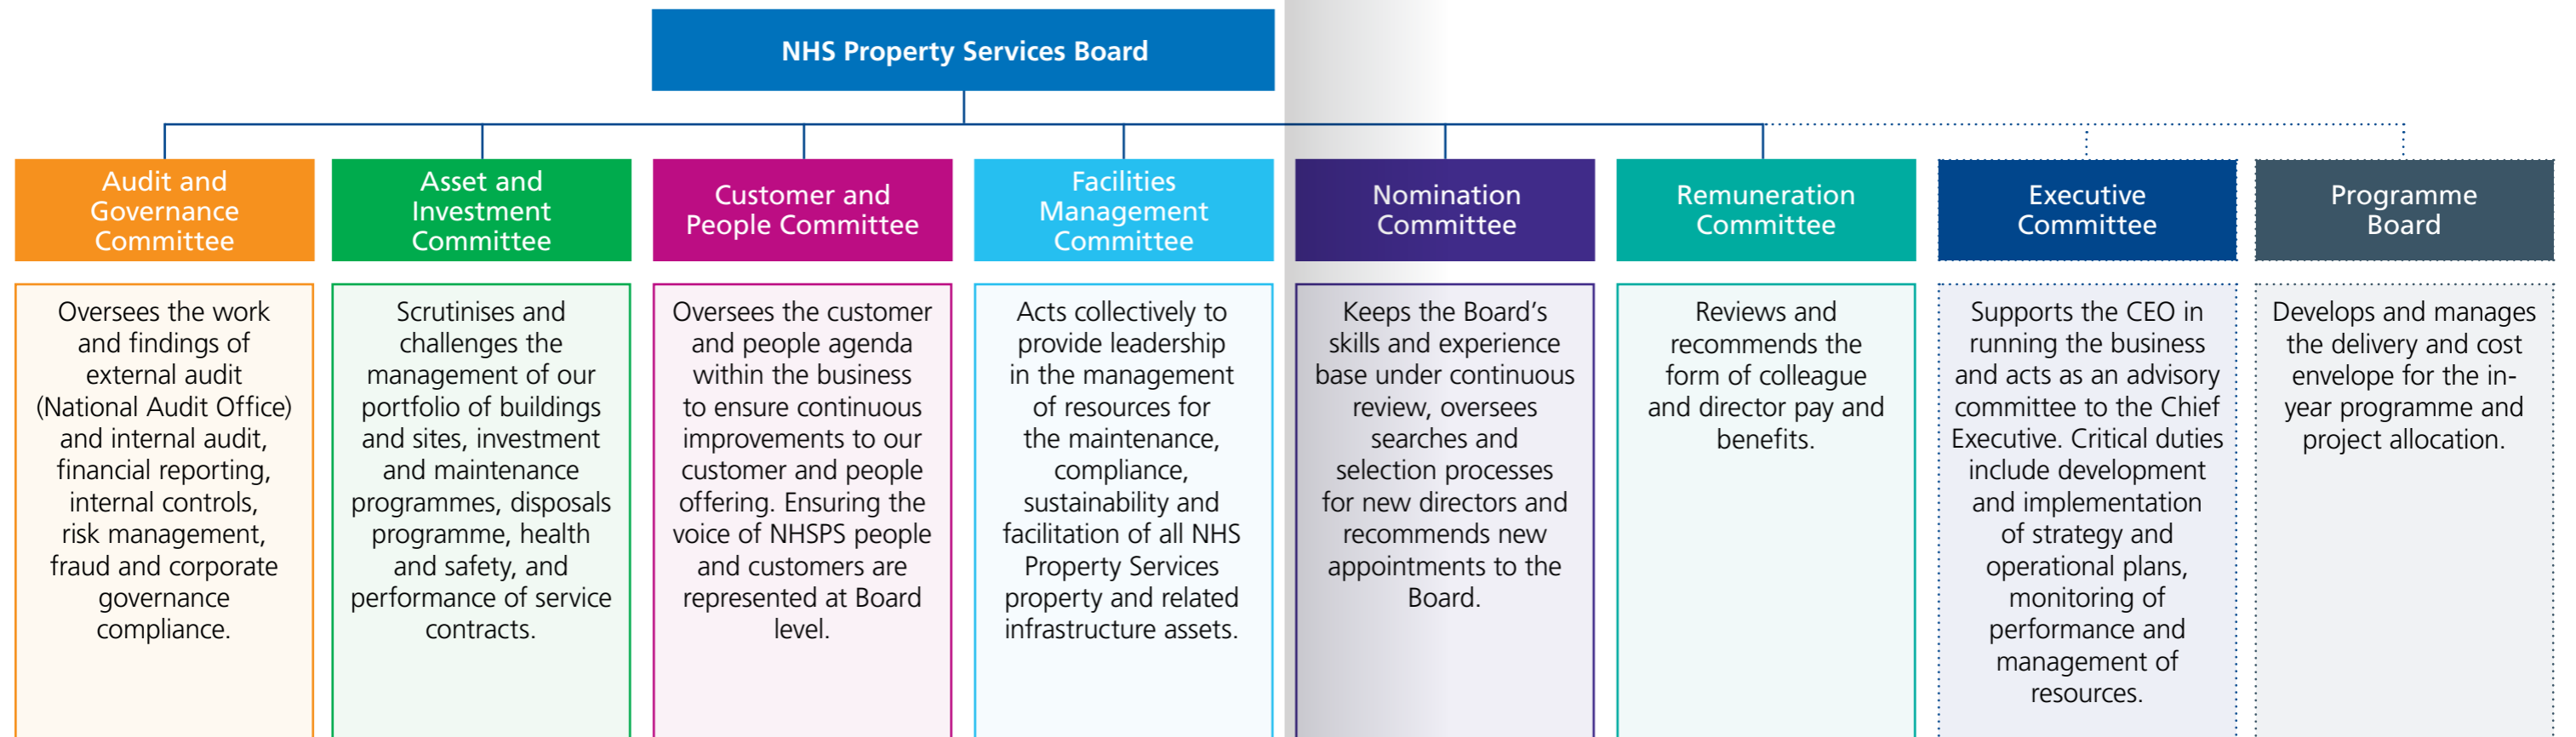 NHS Property Services Board
Audit and
Governance
Committee
Oversees the work
and findings of
external audit
(National Audit Office)
and internal audit,
financial reporting,
internal controls,
risk management,
fraud and corporate
governance
compliance.
Asset and
Investment
Committee
Scrutinises and
challenges the
management of our
portfolio of buildings
and sites, investment
and maintenance
programmes, disposals
programme, health
and safety, and
performance of service
contracts.
Customer and
People Committee
Oversees the customer
and people agenda
within the business
to ensure continuous
improvements to our
customer and people
offering. Ensuring the
voice of NHSPS people
and customers are
represented at Board
level.
Facilities
Management
Committee
Acts collectively to
provide leadership
in the management
of resources for
the maintenance,
compliance,
sustainability and
facilitation of all NHS
Property Services
property and related
infrastructure assets.
Nomination
Committee
Keeps the Board's
skills and experience
base under continuous
review, oversees
searches and
selection processes
for new directors and
recommends new
appointments to the
Board.
Remuneration
Committee
Reviews and
recommends the
form of colleague
and director pay and
benefits.
Executive
Committee
Supports the CEO in
running the business
and acts as an advisory
committee to the Chief
Executive. Critical duties
include development
and implementation
of strategy and
operational plans,
monitoring of
performance and
management of
resources.
Programme
Board
Develops and manages
the delivery and cost
envelope for the in-
year programme and
project allocation.